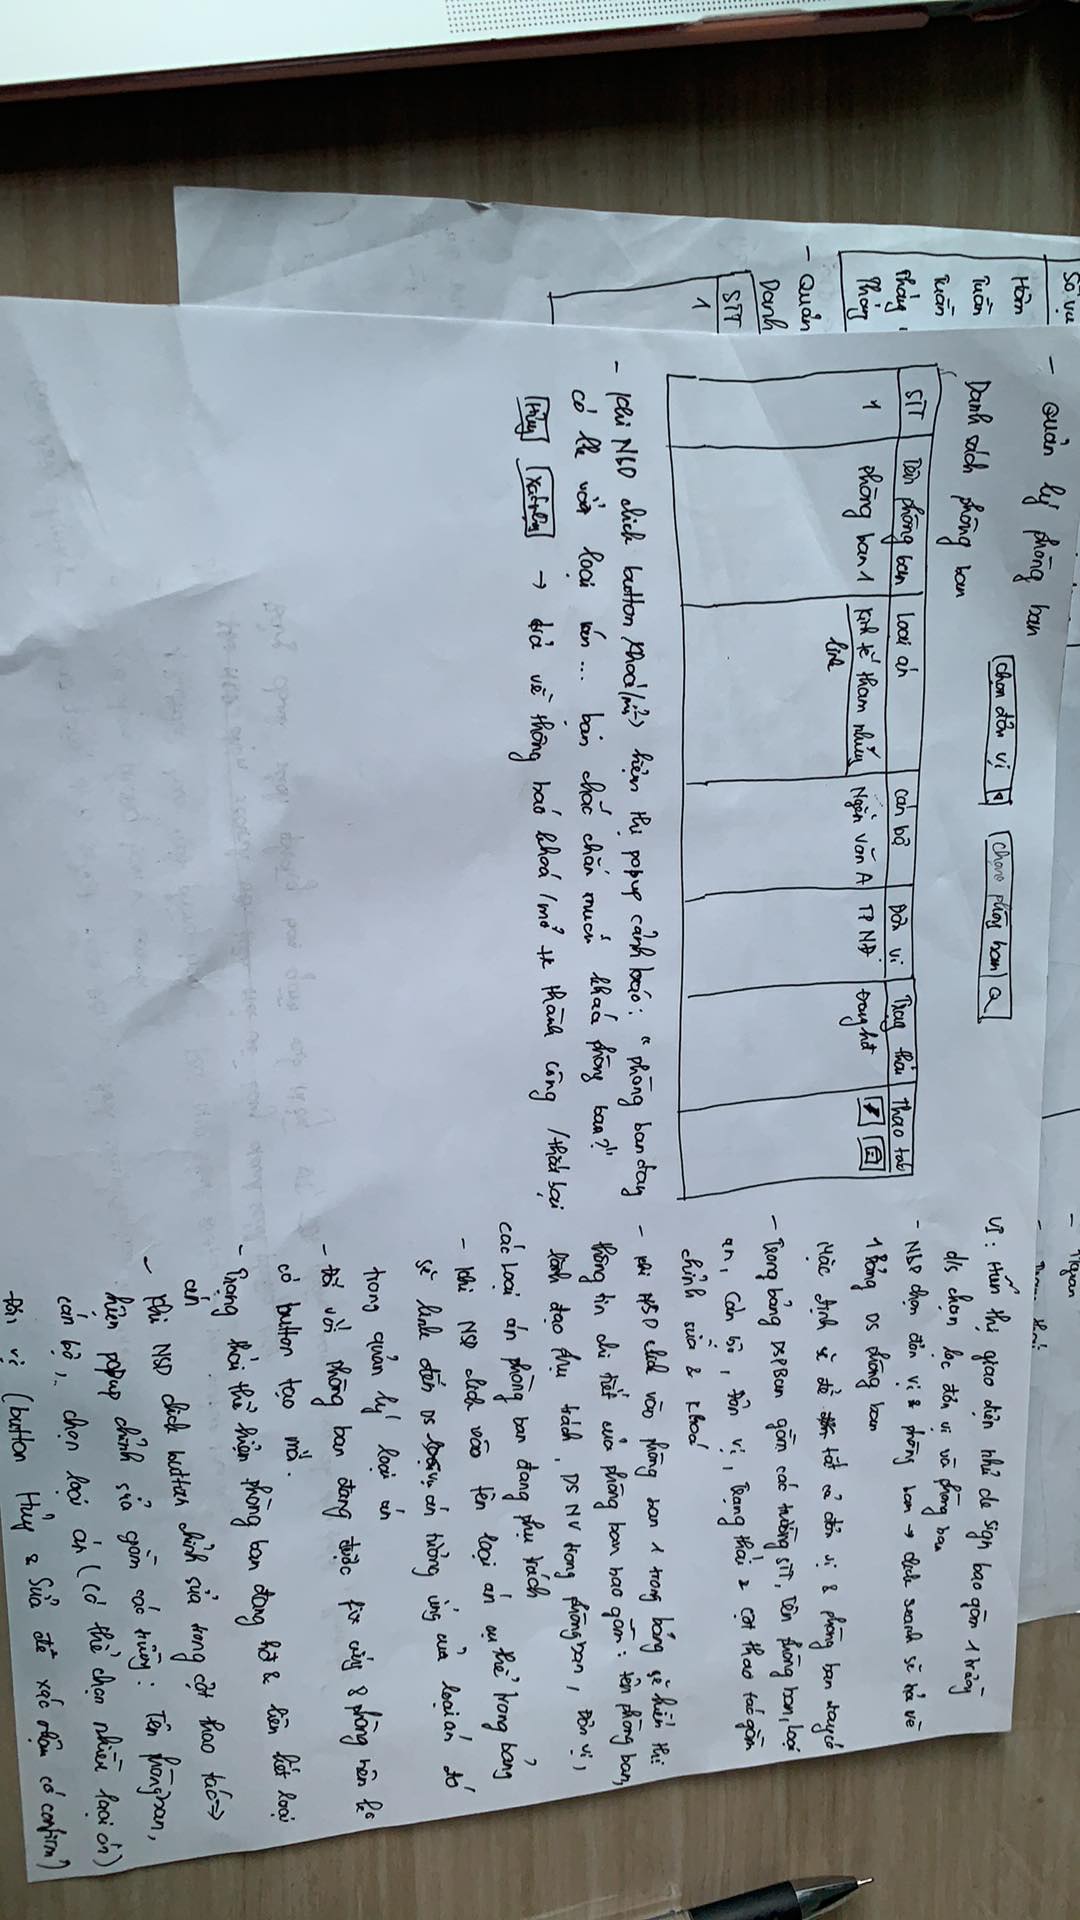 Số vụ
Hôm
Tuần
Tuần
Tháng
Tháng
- Quản
Danh
STT
1
- Ngian
- Quản lý phòng ban
Chọn đơn vị
Chọn phòng ban Q
Danh sách phòng ban
STT Tên phòng ban Loại án Cán bộ Đơn vị Trạng thái Thao tác
1 phòng ban 1 Kinh tế tham nhũng Ngễn Văn A TP NĐ đang hđ
link
- Khi NSD click button khoá/mở hiện thị popup cảnh báo: "phòng ban đang
có lk với loại án... bạn chắc chắn muốn khoá phòng ban?"
Hủy Xác nhận → trả về thông báo khoá/mở tk thành công / thất bại
UI: Hiển thị giao diện như design bao gồm 1 trường
d/s chọn lọc đơn vị và phòng ban
- NSD chọn đơn vị & phòng ban → click search sẽ trả về
1 bảng DS phòng ban
Mặc định sẽ để tất cả đơn vị & phòng ban đang có
- Trong bảng DSPBan gồm các trường STT, Tên phòng ban, loại
án, Cán bộ, Đơn vị, Trạng thái & cột thao tác gồm
chỉnh sửa & khoá
- Khi NSD click vào phòng ban 1 trong bảng sẽ hiển thị
thông tin chi tiết của phòng ban bao gồm: tên phòng ban,
lãnh đạo phụ trách, DS NV trong phòng ban, Đơn vị,
các loại án phòng ban đang phụ trách
- Khi NSD click vào tên loại án cụ thể trong bảng
sẽ link đến DS vụ án tương ứng của loại án đó
trong quản lý loại án
- Đối với phòng ban đang được fix cứng 8 phòng nên ko
có button tạo mới.
- Trạng thái thể hiện phòng ban đang hđ & liên kết loại
án
- Khi NSD click button chỉnh sửa trong cột thao tác →
hiện popup chỉnh sửa gồm các trường: Tên phòng ban,
cán bộ, chọn loại án (có thể chọn nhiều loại án)
Đơn vị (button Hủy & Sửa để xác nhận có confirm)